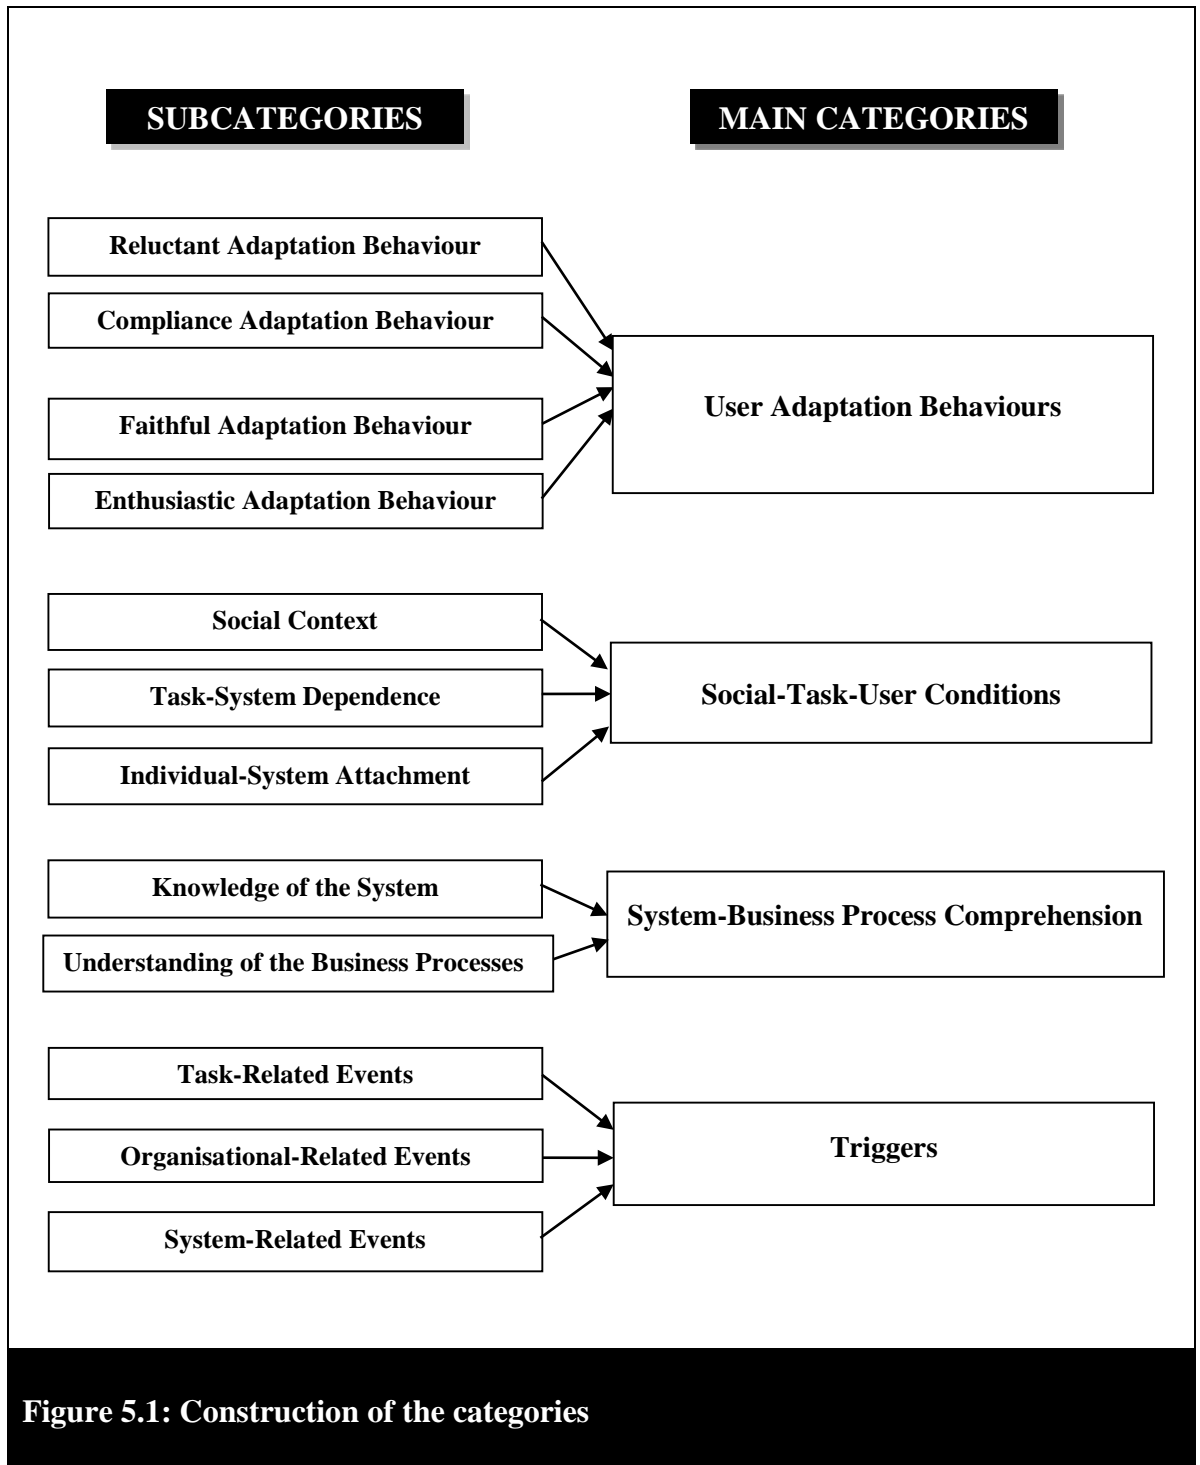 SUBCATEGORIES
MAIN CATEGORIES
Reluctant Adaptation Behaviour
Compliance Adaptation Behaviour
Faithful Adaptation Behaviour
Enthusiastic Adaptation Behaviour
User Adaptation Behaviours
Social Context
Task-System Dependence
Individual-System Attachment
Social-Task-User Conditions
Knowledge of the System
Understanding of the Business Processes
System-Business Process Comprehension
Task-Related Events
Organisational-Related Events
System-Related Events
Triggers
Figure 5.1: Construction of the categories